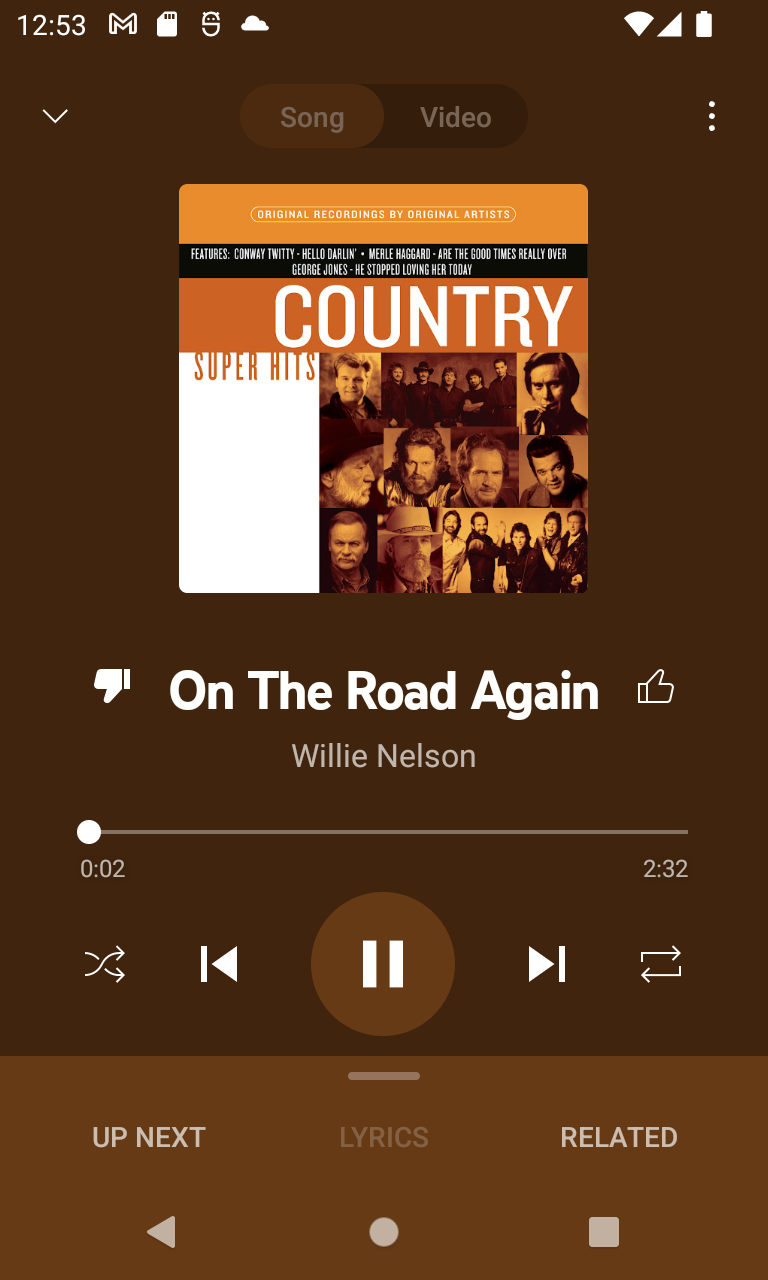 12:53
Song Video
ORIGINAL RECORDINGS BY ORIGINAL ARTISTS
FEATURES: CONWAY TWITTY - HELLO DARLIN' • MERLE HAGGARD - ARE THE GOOD TIMES REALLY OVER
GEORGE JONES - HE STOPPED LOVING HER TODAY
COUNTRY
SUPER HITS
On The Road Again
Willie Nelson
0:02 2:32
UP NEXT LYRICS RELATED